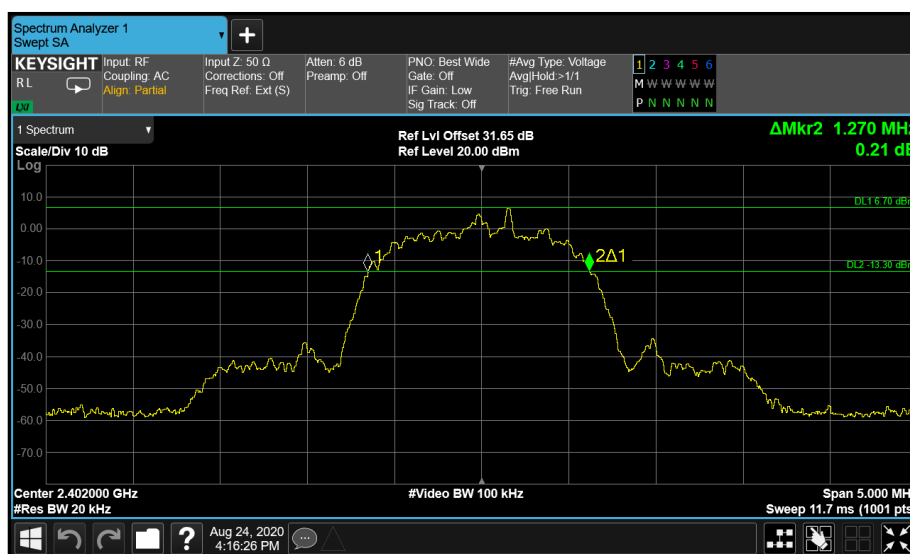 Spectrum Analyzer 1
Swept SA
KEYSIGHT
RL
LXI
Input: RF
Coupling: AC
Align: Partial
Input Z: 50 Ω
Corrections: Off
Freq Ref: Ext (S)
Atten: 6 dB
Preamp: Off
PNO: Best Wide
Gate: Off
IF Gain: Low
Sig Track: Off
#Avg Type: Voltage
Avg|Hold:>1/1
Trig: Free Run
1 2 3 4 5 6
M W W W W W
P N N N N N
1 Spectrum
Scale/Div 10 dB
Log
Ref Lvl Offset 31.65 dB
Ref Level 20.00 dBm
ΔMkr2 1.270 MHz
0.21 dB
10.0
DL1 6.70 dBm
0.00
1
2Δ1
-10.0
DL2 -13.30 dBm
-20.0
-30.0
-40.0
-50.0
-60.0
-70.0
Center 2.402000 GHz
#Video BW 100 kHz
Span 5.000 MH
#Res BW 20 kHz
Sweep 11.7 ms (1001 pts
Aug 24, 2020
4:16:26 PM